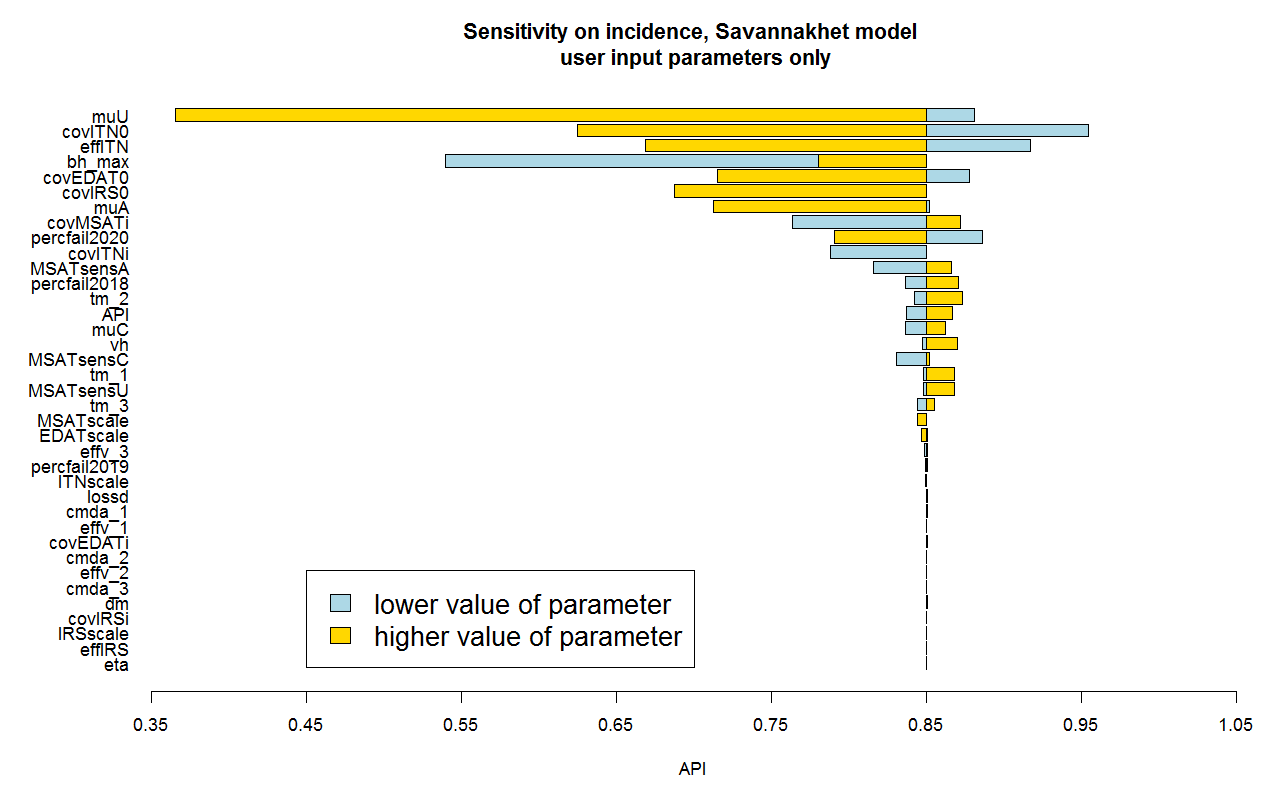 Sensitivity on incidence, Savannakhet model
user input parameters only
muU
covITN0
effITN
bh_max
covEDAT0
covIRS0
muA
covMSATi
percfail2020
covITNi
MSATsensA
percfail2018
tm_2
API
muC
vh
MSATsensC
tm_1
MSATsensU
tm_3
MSATscale
EDATscale
effv_3
percfail2019
ITNscale
lossd
cmda_1
effv_1
covEDATi
cmda_2
effv_2
cmda_3
dm
covIRSi
IRSscale
effIRS
eta
lower value of parameter
higher value of parameter
0.35 0.45 0.55 0.65 0.75 0.85 0.95 1.05
API